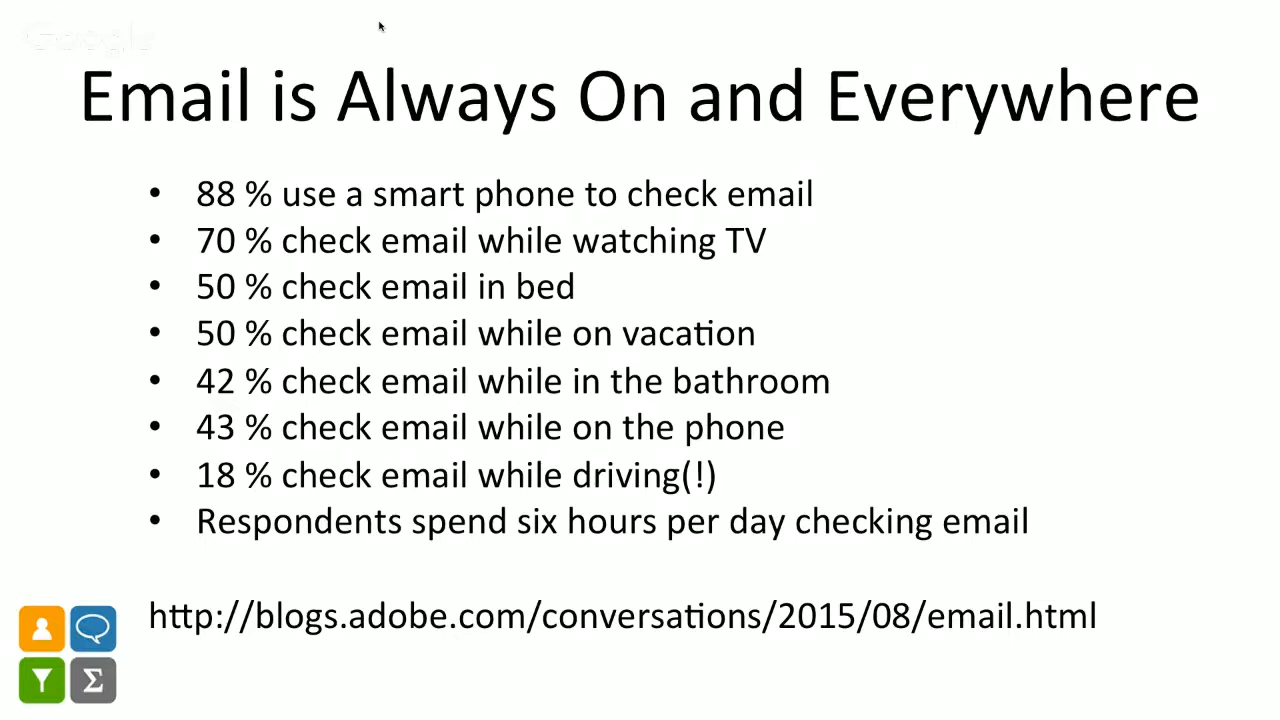 Google
Email is Always On and Everywhere
• 88 % use a smart phone to check email
• 70 % check email while watching TV
• 50 % check email in bed
• 50 % check email while on vacation
• 42 % check email while in the bathroom
• 43 % check email while on the phone
• 18 % check email while driving(!)
• Respondents spend six hours per day checking email
http://blogs.adobe.com/conversations/2015/08/email.html
Σ